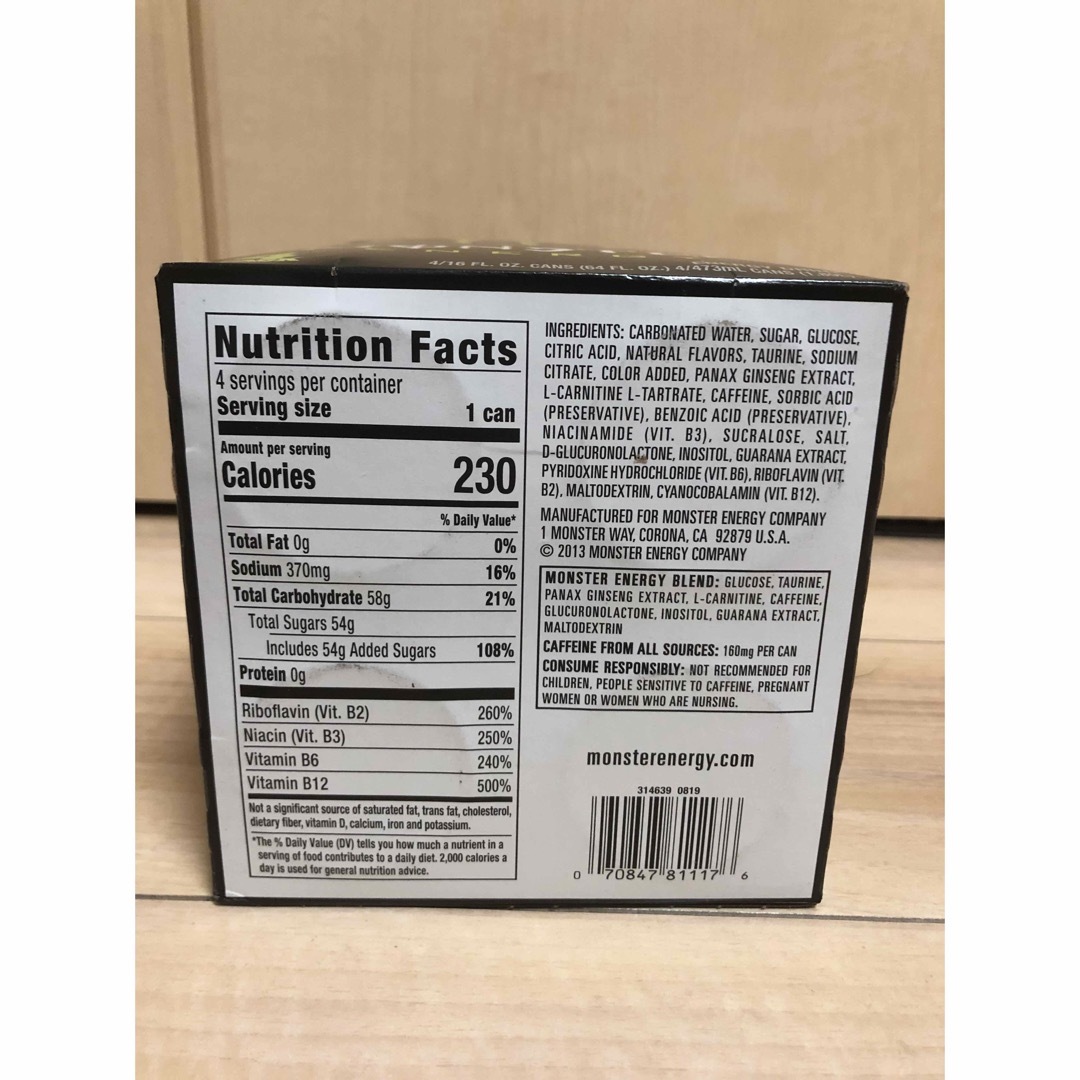 4/16 FL. OZ. CANS (64 FL. OZ.) 4/473mL CANS
Nutrition Facts
4 servings per container
Serving size 1 can
Amount per serving
Calories 230
% Daily Value*
Total Fat 0g 0%
Sodium 370mg 16%
Total Carbohydrate 58g 21%
Total Sugars 54g
Includes 54g Added Sugars 108%
Protein 0g
Riboflavin (Vit. B2) 260%
Niacin (Vit. B3) 250%
Vitamin B6 240%
Vitamin B12 500%
Not a significant source of saturated fat, trans fat, cholesterol,
dietary fiber, vitamin D, calcium, iron and potassium.
*The % Daily Value (DV) tells you how much a nutrient in a
serving of food contributes to a daily diet. 2,000 calories a
day is used for general nutrition advice.
INGREDIENTS: CARBONATED WATER, SUGAR, GLUCOSE,
CITRIC ACID, NATURAL FLAVORS, TAURINE, SODIUM
CITRATE, COLOR ADDED, PANAX GINSENG EXTRACT,
L-CARNITINE L-TARTRATE, CAFFEINE, SORBIC ACID
(PRESERVATIVE), BENZOIC ACID (PRESERVATIVE),
NIACINAMIDE (VIT. B3), SUCRALOSE, SALT,
D-GLUCURONOLACTONE, INOSITOL, GUARANA EXTRACT,
PYRIDOXINE HYDROCHLORIDE (VIT. B6), RIBOFLAVIN (VIT.
B2), MALTODEXTRIN, CYANOCOBALAMIN (VIT. B12).
MANUFACTURED FOR MONSTER ENERGY COMPANY
1 MONSTER WAY, CORONA, CA 92879 U.S.A.
© 2013 MONSTER ENERGY COMPANY
MONSTER ENERGY BLEND: GLUCOSE, TAURINE,
PANAX GINSENG EXTRACT, L-CARNITINE, CAFFEINE,
GLUCURONOLACTONE, INOSITOL, GUARANA EXTRACT,
MALTODEXTRIN
CAFFEINE FROM ALL SOURCES: 160mg PER CAN
CONSUME RESPONSIBLY: NOT RECOMMENDED FOR
CHILDREN, PEOPLE SENSITIVE TO CAFFEINE, PREGNANT
WOMEN OR WOMEN WHO ARE NURSING.
monsterenergy.com
314639 0819
0 70847 81117 6